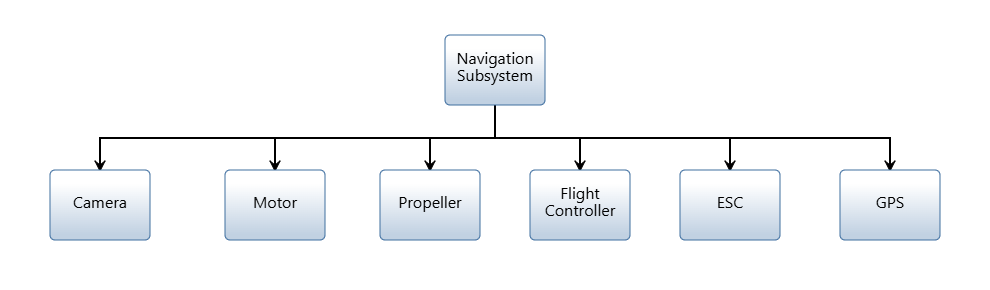 Navigation
Subsystem
Camera
Motor
Propeller
Flight
Controller
ESC
GPS